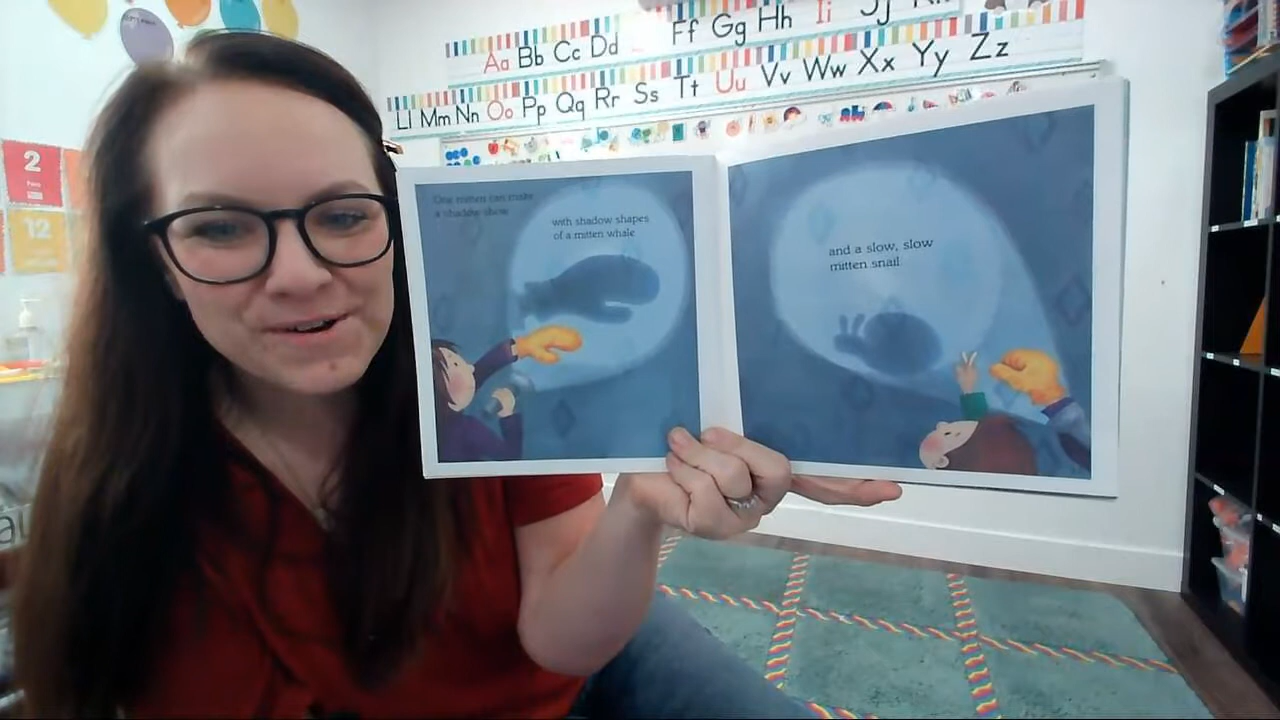 Aa Bb Cc Dd Ff Gg Hh Ii Jj
Ll Mm Nn Oo Pp Qq Rr Ss Tt Uu Vv Ww Xx Yy Zz
2
12
One mitten can make
a shadow show
with shadow shapes
of a mitten whale
and a slow, slow
mitten snail